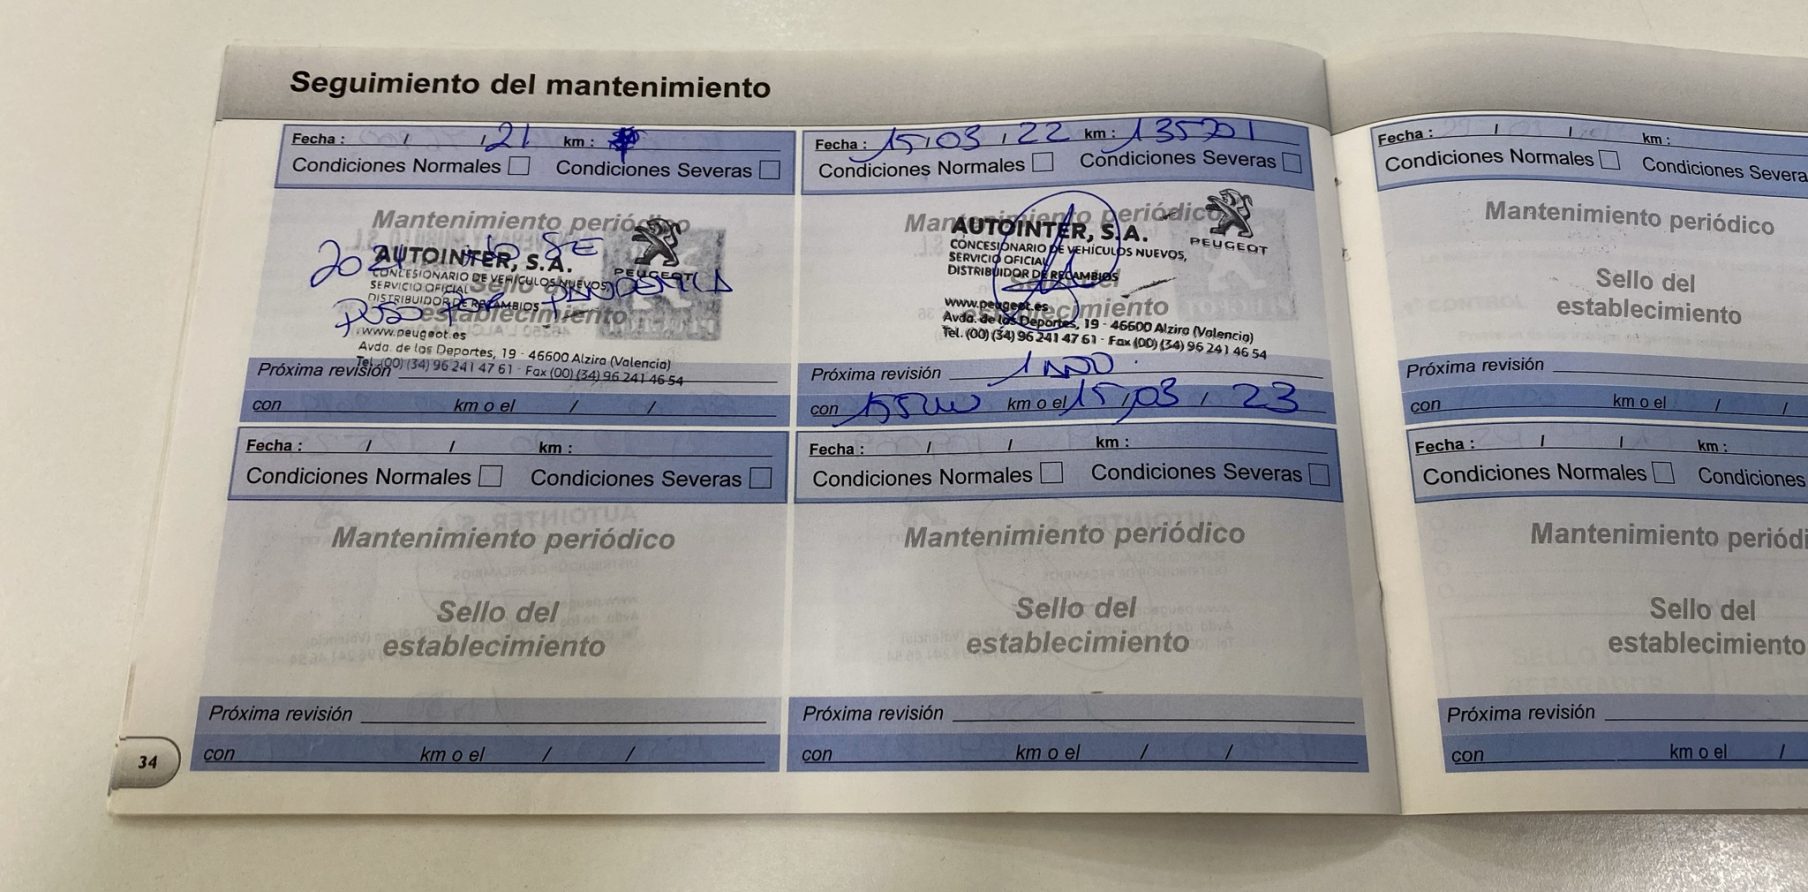 Seguimiento del mantenimiento
Fecha : / / 21 km :
Condiciones Normales Condiciones Severas
Mantenimiento periódico
2021 NO SE
AUTOINTER, S.A.
CONCESIONARIO DE VEHÍCULOS NUEVOS,
SERVICIO OFICIAL
DISTRIBUIDOR DE RECAMBIOS
PEUGEOT
Sello del
establecimiento
PASO POR PANDEMIA
www.peugeot.es
Avda. de los Deportes, 19 - 46600 Alzira (Valencia)
Tel. (00) (34) 96 241 47 61 - Fax (00) (34) 96 241 46 54
Próxima revisión
con km o el / /
Fecha : 15 / 03 / 22 km : 135201
Condiciones Normales Condiciones Severas
Mantenimiento periódico
AUTOINTER, S.A.
CONCESIONARIO DE VEHÍCULOS NUEVOS,
SERVICIO OFICIAL
DISTRIBUIDOR DE RECAMBIOS
PEUGEOT
Sello del
establecimiento
www.peugeot.es
Avda. de los Deportes, 19 - 46600 Alzira (Valencia)
Tel. (00) (34) 96 241 47 61 - Fax (00) (34) 96 241 46 54
Próxima revisión
con km o el 15 / 03 / 23
Fecha : / / km :
Condiciones Normales Condiciones Severas
Mantenimiento periódico
Sello del
establecimiento
Próxima revisión
con km o el / /
Fecha : / / km :
Condiciones Normales Condiciones Severas
Mantenimiento periódico
Sello del
establecimiento
Próxima revisión
con km o el / /
34
Fecha : / / km :
Condiciones Normales Condiciones Severa
Mantenimiento periódico
Sello del
establecimiento
Próxima revisión
con km o el / /
Fecha : / / km :
Condiciones Normales Condiciones
Mantenimiento periódi
Sello del
establecimiento
Próxima revisión
con km o el /